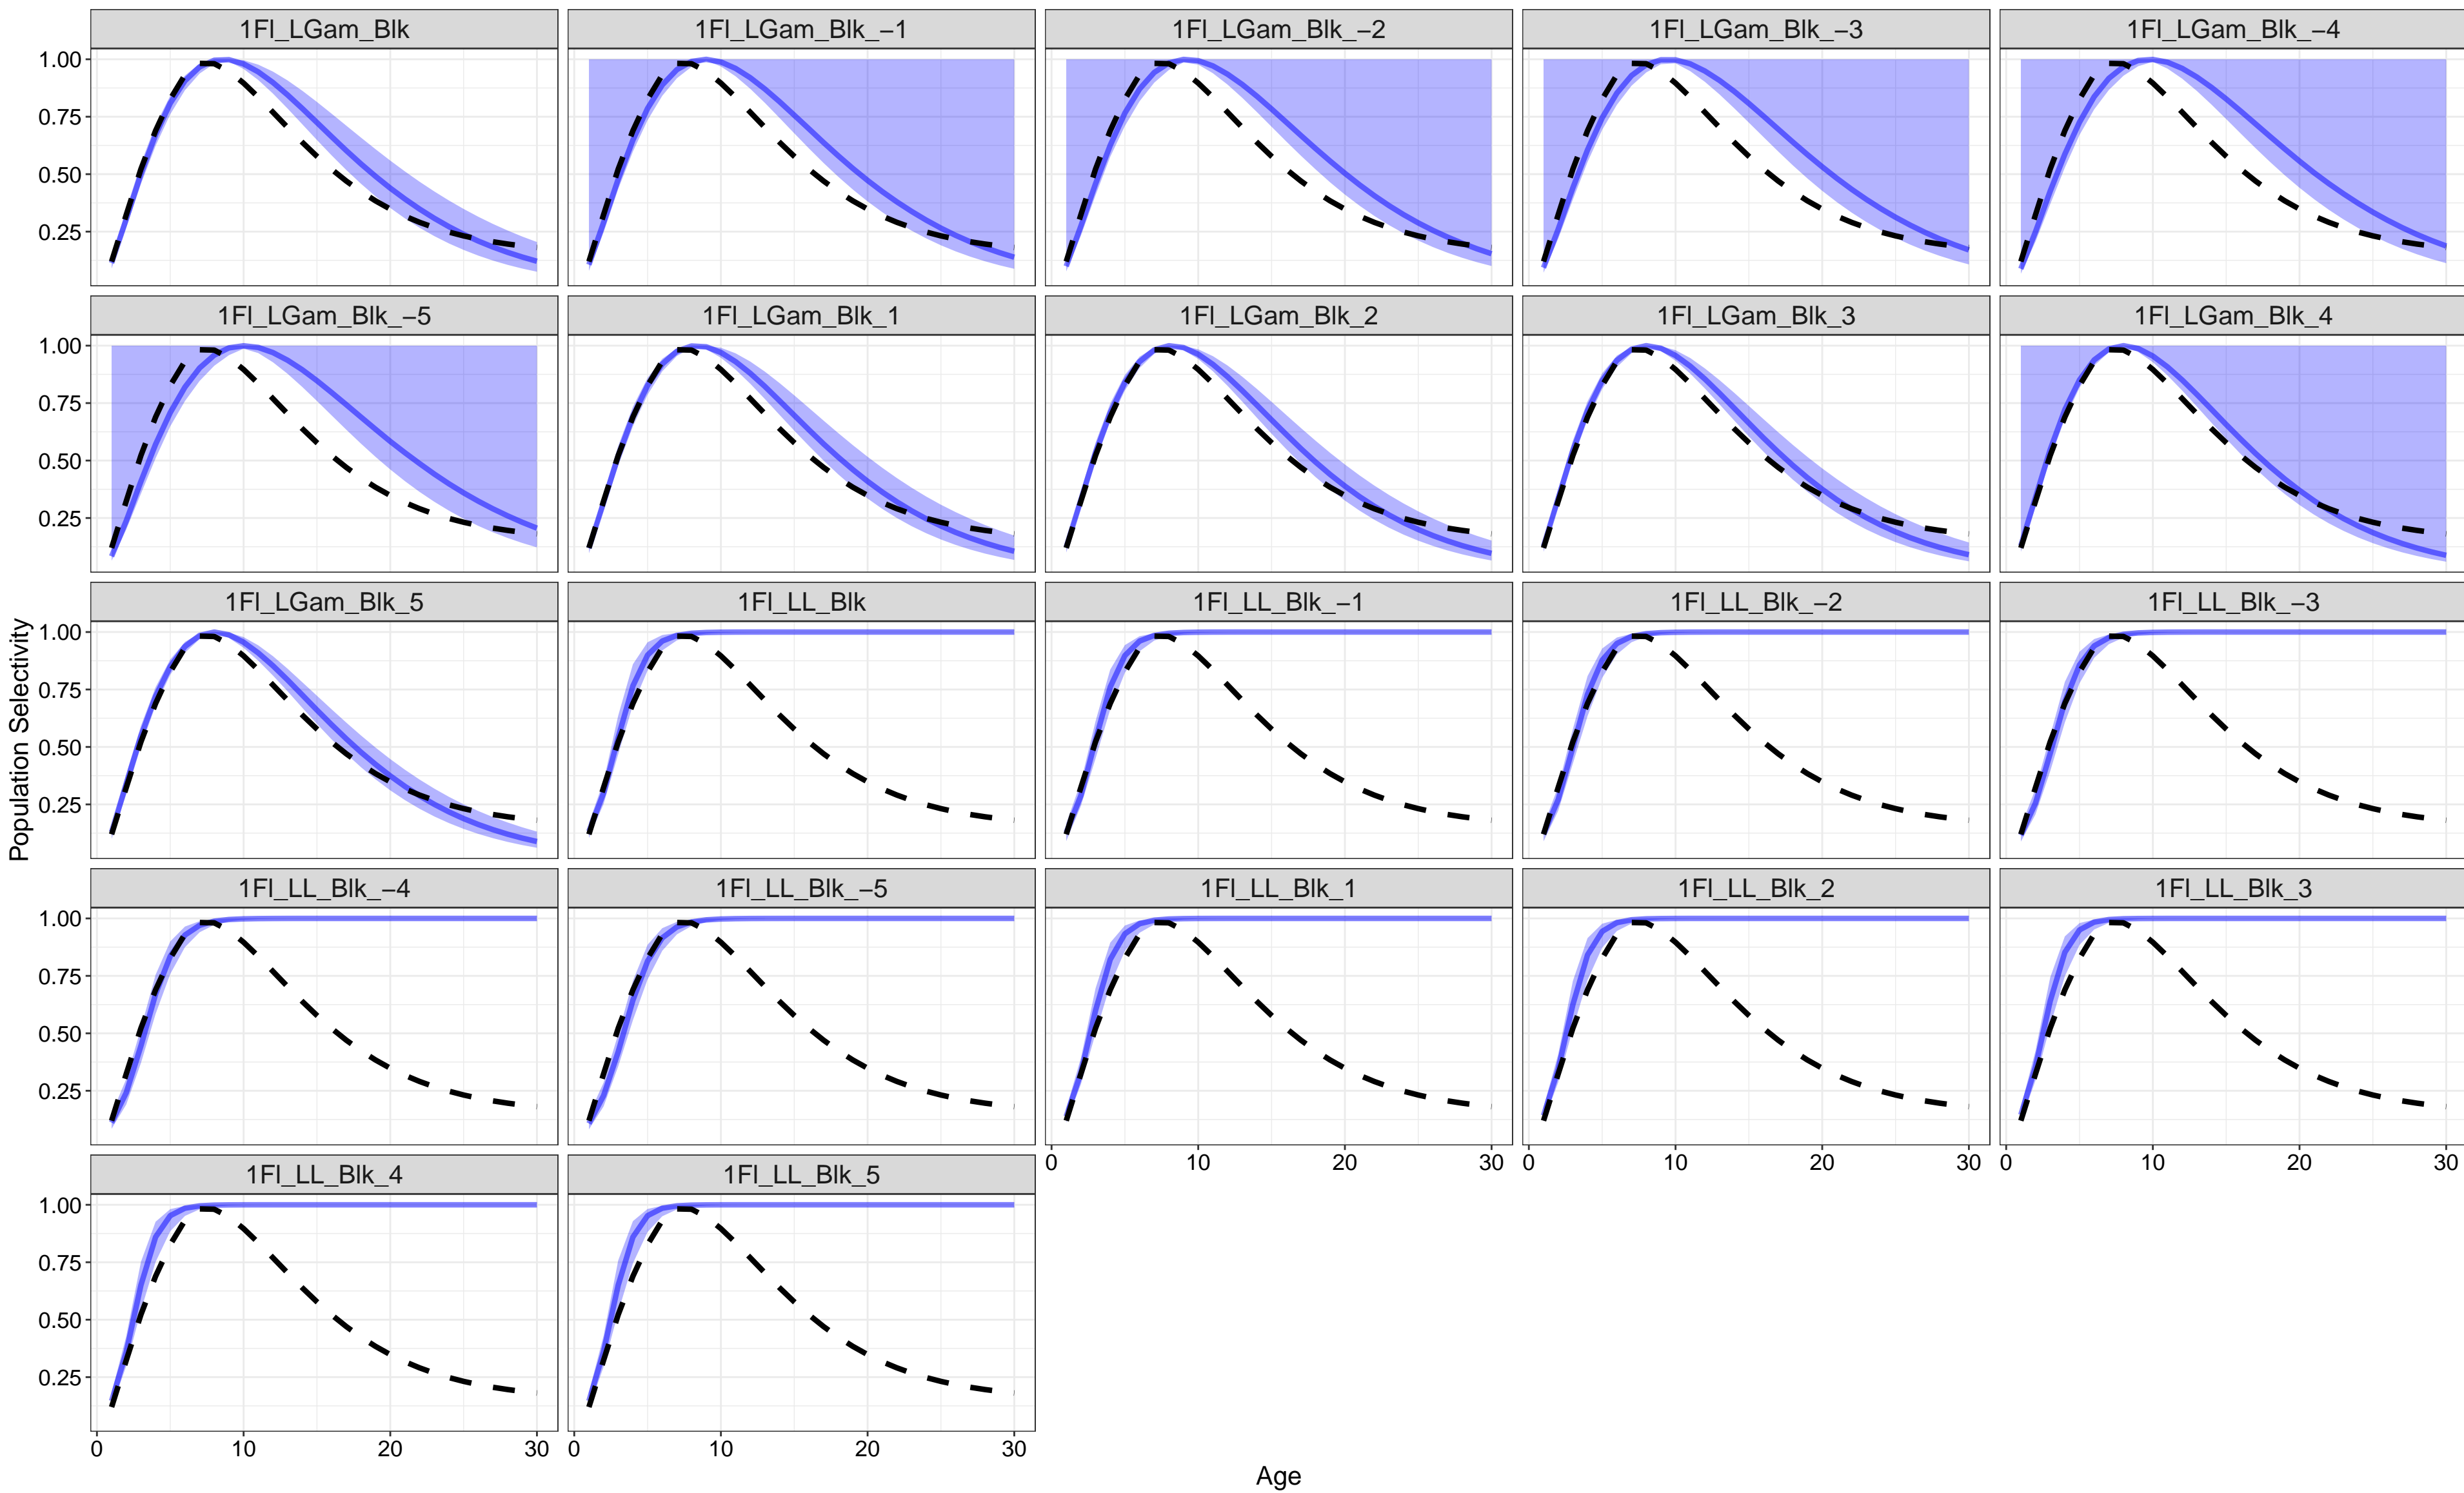 1Fl_LGam_Blk 1Fl_LGam_Blk_−1 1Fl_LGam_Blk_−2 1Fl_LGam_Blk_−3 1Fl_LGam_Blk_−4
1.00
0.75
0.50
0.25
1Fl_LGam_Blk_−5 1Fl_LGam_Blk_1 1Fl_LGam_Blk_2 1Fl_LGam_Blk_3 1Fl_LGam_Blk_4
1.00
0.75
0.50
0.25
1Fl_LGam_Blk_5 1Fl_LL_Blk 1Fl_LL_Blk_−1 1Fl_LL_Blk_−2 1Fl_LL_Blk_−3
1.00
0.75
0.50
0.25
Population Selectivity
1Fl_LL_Blk_−4 1Fl_LL_Blk_−5 1Fl_LL_Blk_1 1Fl_LL_Blk_2 1Fl_LL_Blk_3
1.00
0.75
0.50
0.25
0 10 20 30 0 10 20 30 0 10 20 30
1Fl_LL_Blk_4 1Fl_LL_Blk_5
1.00
0.75
0.50
0.25
0 10 20 30 0 10 20 30
Age